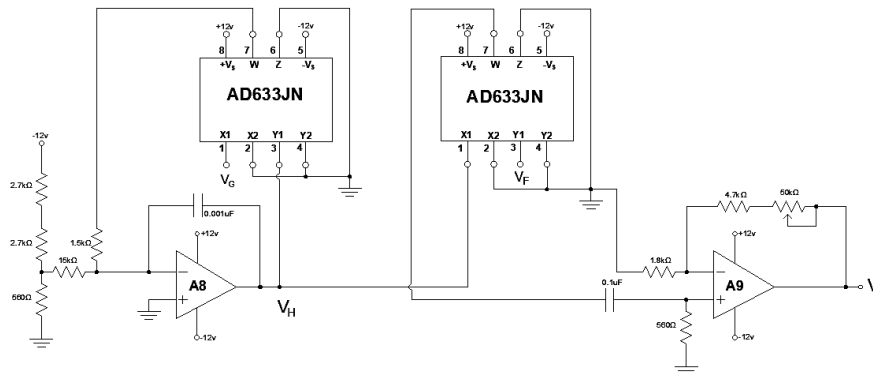 +12v
-12v
8 7 6 5
+Vs W Z -Vs
AD633JN
X1 X2 Y1 Y2
1 2 3 4
VG
+12v
-12v
8 7 6 5
+Vs W Z -Vs
AD633JN
X1 X2 Y1 Y2
1 2 3 4
VF
-12v
2.7kΩ
2.7kΩ
1.5kΩ
15kΩ
560Ω
0.001uF
+12v
A8
-12v
VH
4.7kΩ
50kΩ
1.8kΩ
+12v
0.1uF
A9
560Ω
-12v